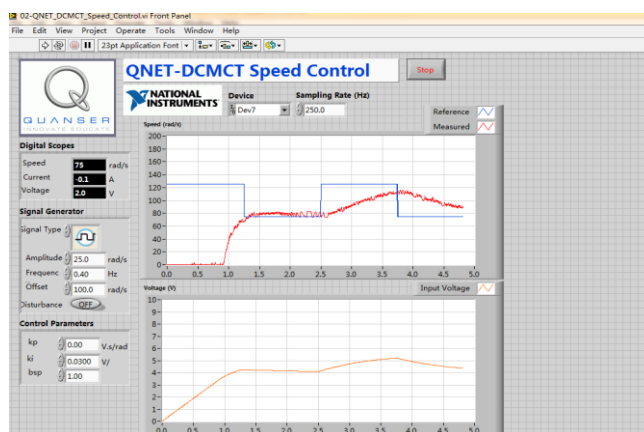 02-QNET_DCMCT_Speed_Control.vi Front Panel
File Edit View Project Operate Tools Window Help
23pt Application Font
QNET-DCMCT Speed Control
Stop
QUANSER
INNOVATE EDUCATE
NATIONAL
INSTRUMENTS
Device
Dev7
Sampling Rate (Hz)
250.0
Reference
Measured
Digital Scopes
Speed 75 rad/s
Current -0.1 A
Voltage 2.0 V
Signal Generator
Signal Type
Amplitude 25.0 rad/s
Frequenc 0.40 Hz
Offset 100.0 rad/s
Disturbance OFF
Control Parameters
kp 0.00 V.s/rad
ki 0.0300 V/
bsp 1.00
Speed (rad/s)
200
180
160
140
120
100
80
60
40
20
0
0.0 0.5 1.0 1.5 2.0 2.5 3.0 3.5 4.0 4.5 5.0
Voltage (V)
Input Voltage
10
9
8
7
6
5
4
3
2
1
0
0.0 0.5 1.0 1.5 2.0 2.5 3.0 3.5 4.0 4.5 5.0